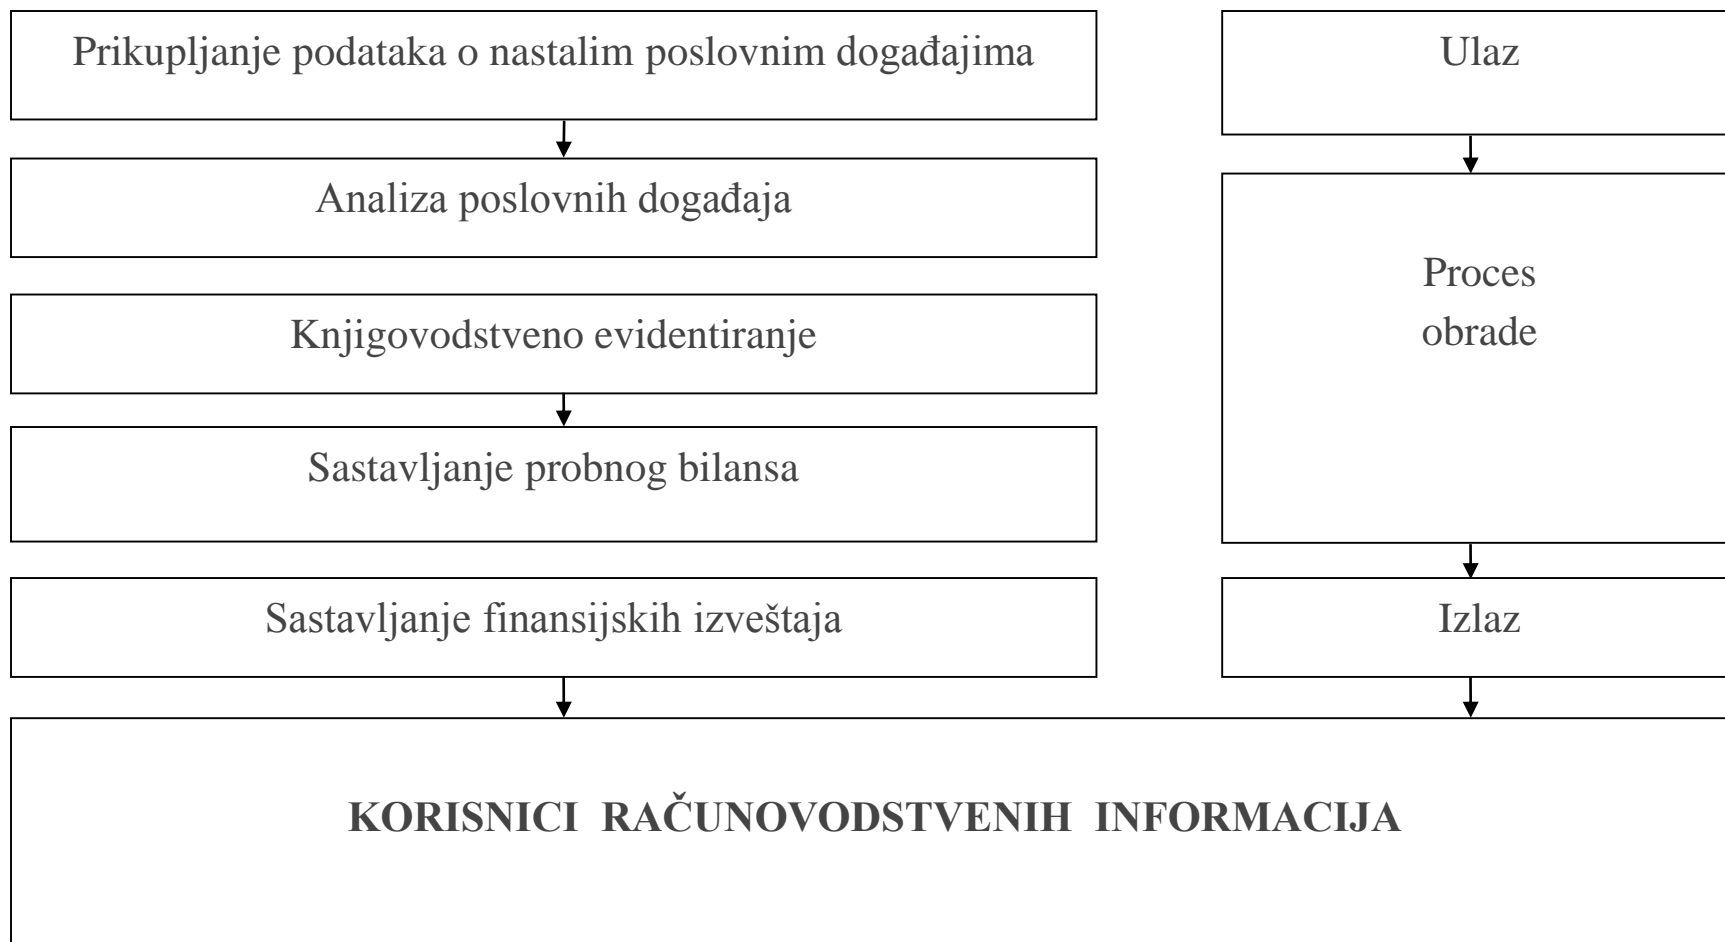 Prikupljanje podataka o nastalim poslovnim događajima
Ulaz
Analiza poslovnih događaja
Proces
obrade
Knjigovodstveno evidentiranje
Sastavljanje probnog bilansa
Sastavljanje finansijskih izveštaja
Izlaz
KORISNICI RAČUNOVODSTVENIH INFORMACIJA